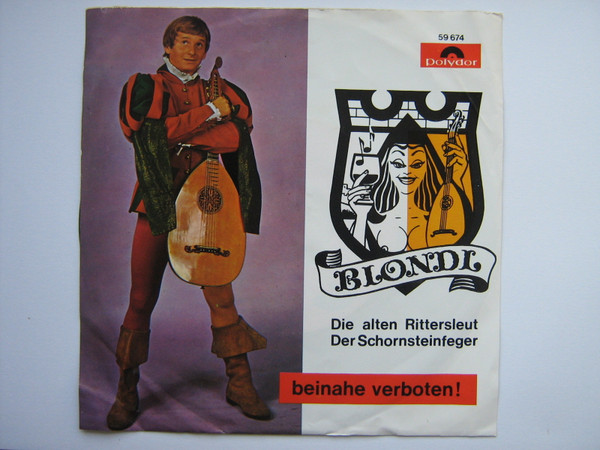 59 674
Polydor
BLONDL
Die alten Rittersleut
Der Schornsteinfeger
beinahe verboten!